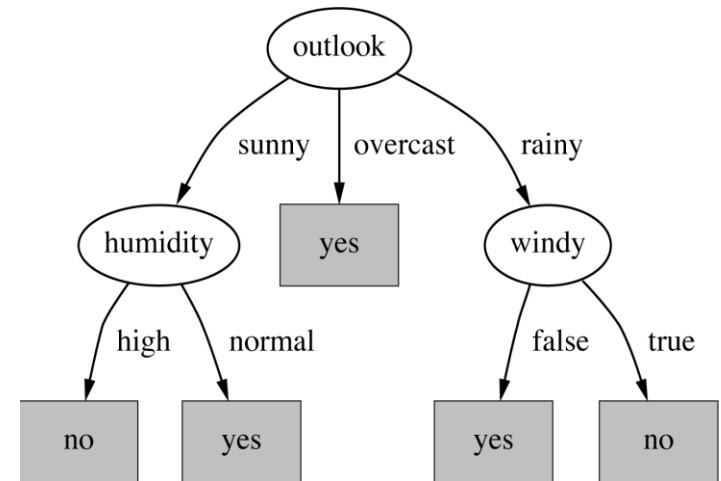 outlook
sunny
overcast
rainy
humidity
yes
windy
high
normal
false
true
no
yes
yes
no